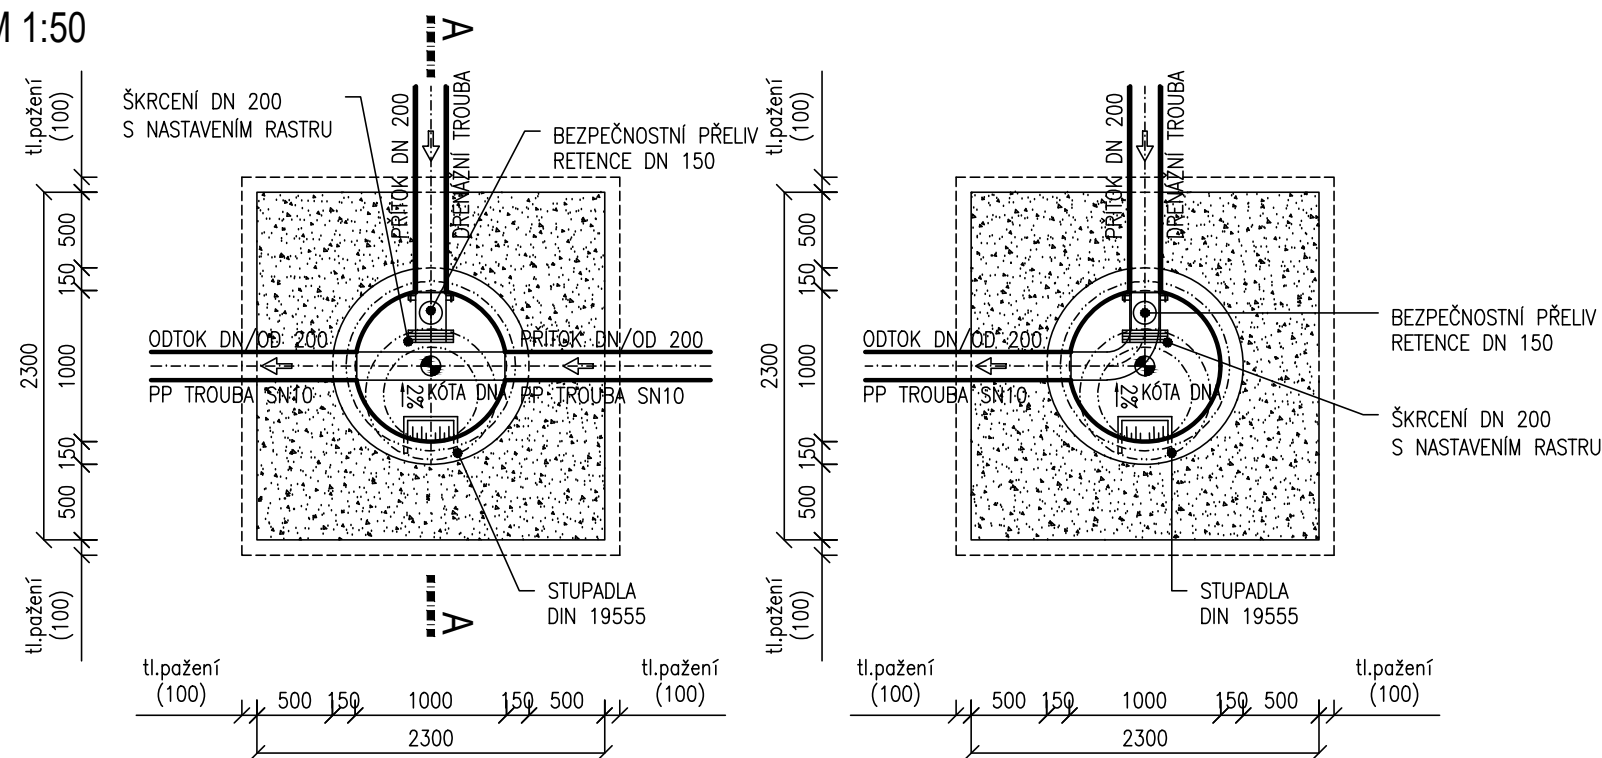 M 1:50
A
ŠKRCENÍ DN 200
S NASTAVENÍM RASTRU
PŘÍTOK DN 200
DRENÁŽNÍ TROUBA
BEZPEČNOSTNÍ PŘELIV
RETENCE DN 150
tl.pažení
(100)
500
150
1000
150
500
2300
tl.pažení
(100)
ODTOK DN/OD 200
PP TROUBA SN10
PŘÍTOK DN/OD 200
PP TROUBA SN10
2%
KÓTA DNA
STUPADLA
DIN 19555
A
tl.pažení
(100)
500
150
1000
150
500
tl.pažení
(100)
2300
tl.pažení
(100)
500
150
1000
150
500
2300
tl.pažení
(100)
PŘÍTOK DN 200
DRENÁŽNÍ TROUBA
ODTOK DN/OD 200
PP TROUBA SN10
2%
KÓTA DNA
BEZPEČNOSTNÍ PŘELIV
RETENCE DN 150
ŠKRCENÍ DN 200
S NASTAVENÍM RASTRU
STUPADLA
DIN 19555
tl.pažení
(100)
500
150
1000
150
500
tl.pažení
(100)
2300